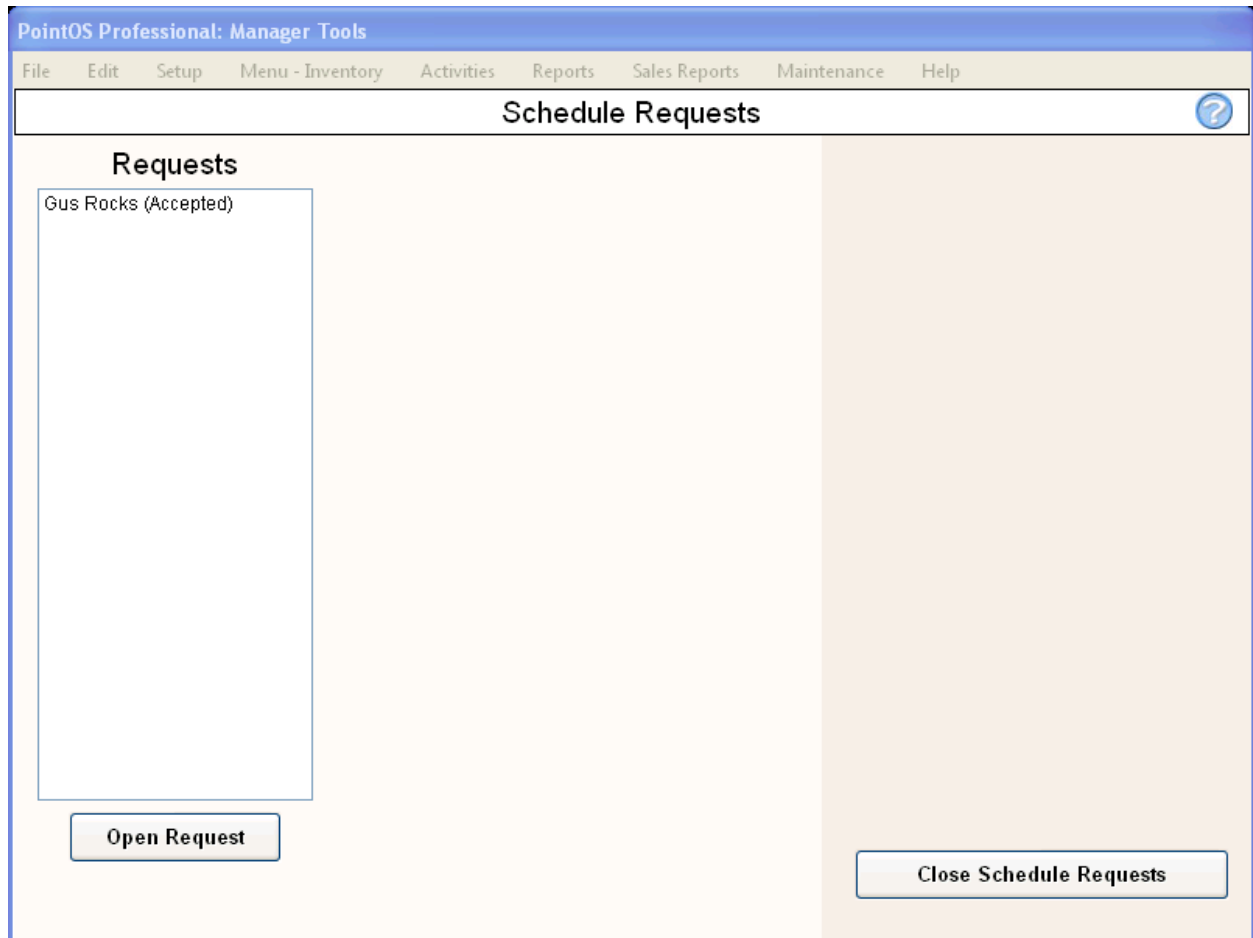 PointOS Professional: Manager Tools
File Edit Setup Menu - Inventory Activities Reports Sales Reports Maintenance Help
Schedule Requests ?
Requests
Gus Rocks (Accepted)
Open Request
Close Schedule Requests